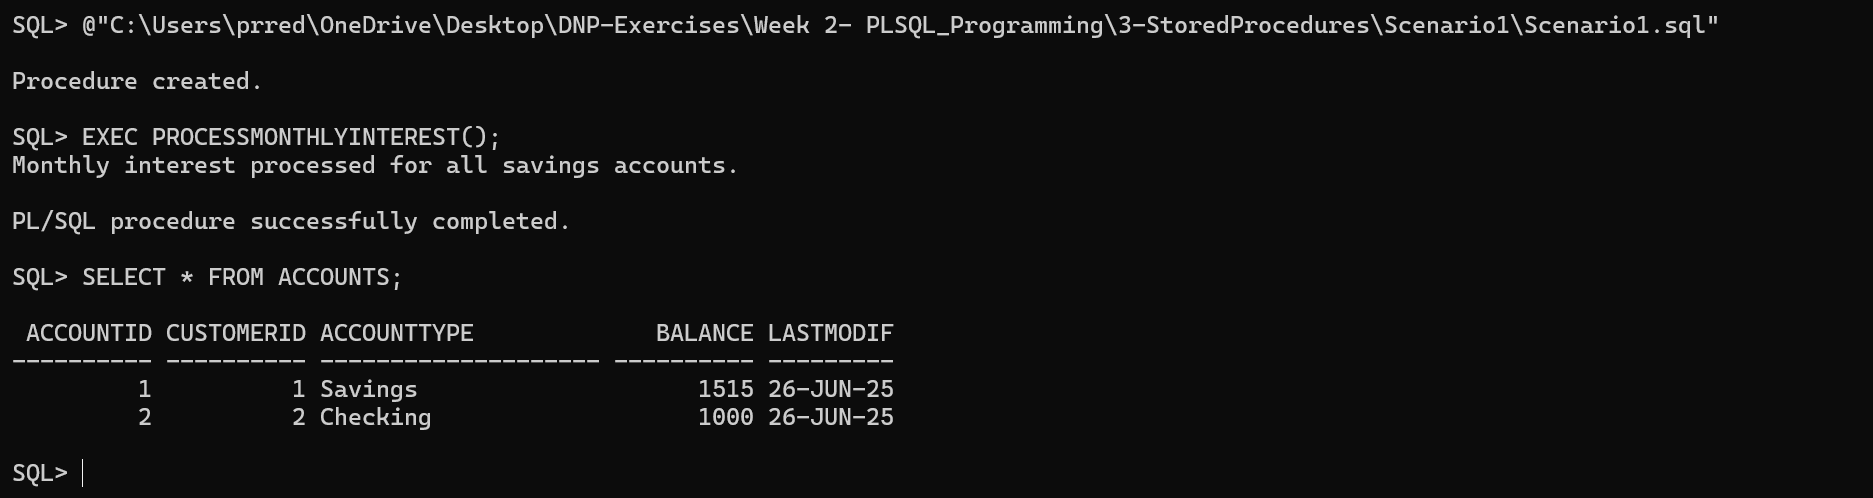 SQL> @"C:\Users\prred\OneDrive\Desktop\DNP-Exercises\Week 2- PLSQL_Programming\3-StoredProcedures\Scenario1\Scenario1.sql"
Procedure created.
SQL> EXEC PROCESSMONTHLYINTEREST();
Monthly interest processed for all savings accounts.
PL/SQL procedure successfully completed.
SQL> SELECT * FROM ACCOUNTS;
 ACCOUNTID CUSTOMERID ACCOUNTTYPE             BALANCE LASTMODIF
---------- ---------- -------------------- ---------- ---------
         1          1 Savings                    1515 26-JUN-25
         2          2 Checking                   1000 26-JUN-25
SQL>